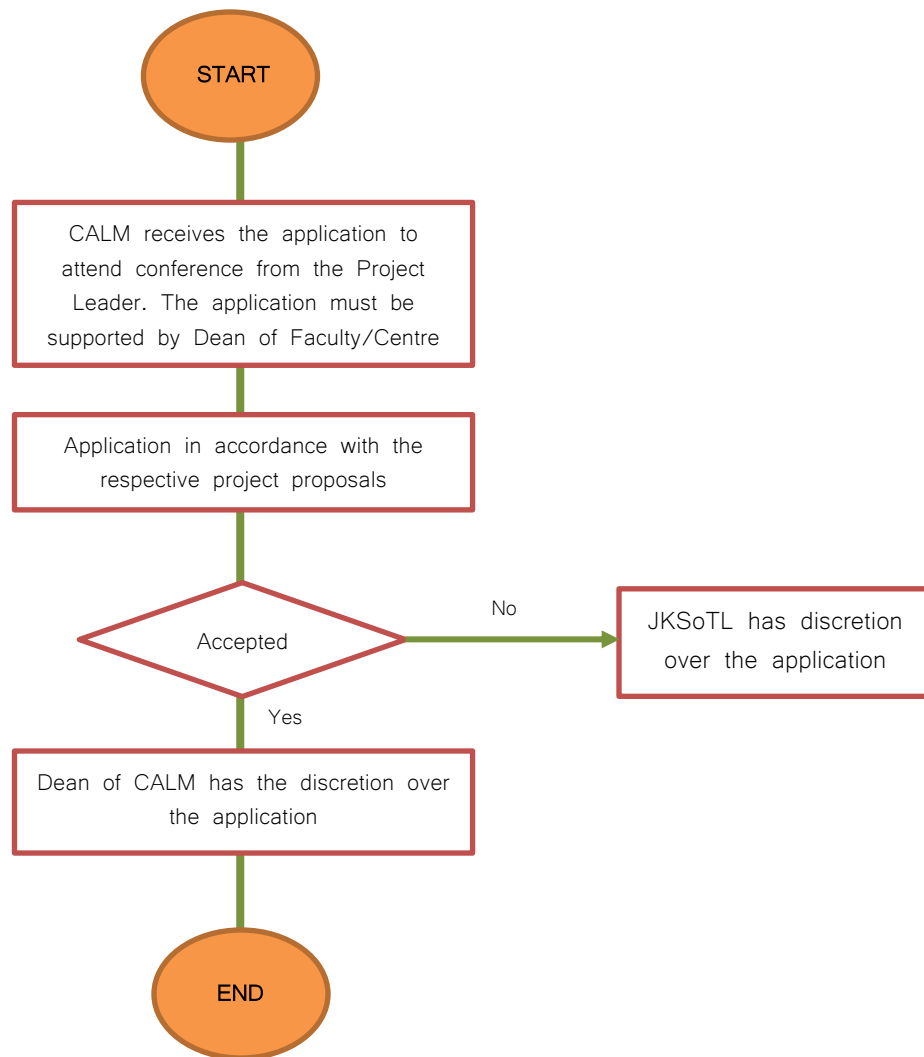 START
CALM receives the application to
attend conference from the Project
Leader. The application must be
supported by Dean of Faculty/Centre
Application in accordance with the
respective project proposals
Accepted
No
JKSoTL has discretion
over the application
Yes
Dean of CALM has the discretion over
the application
END